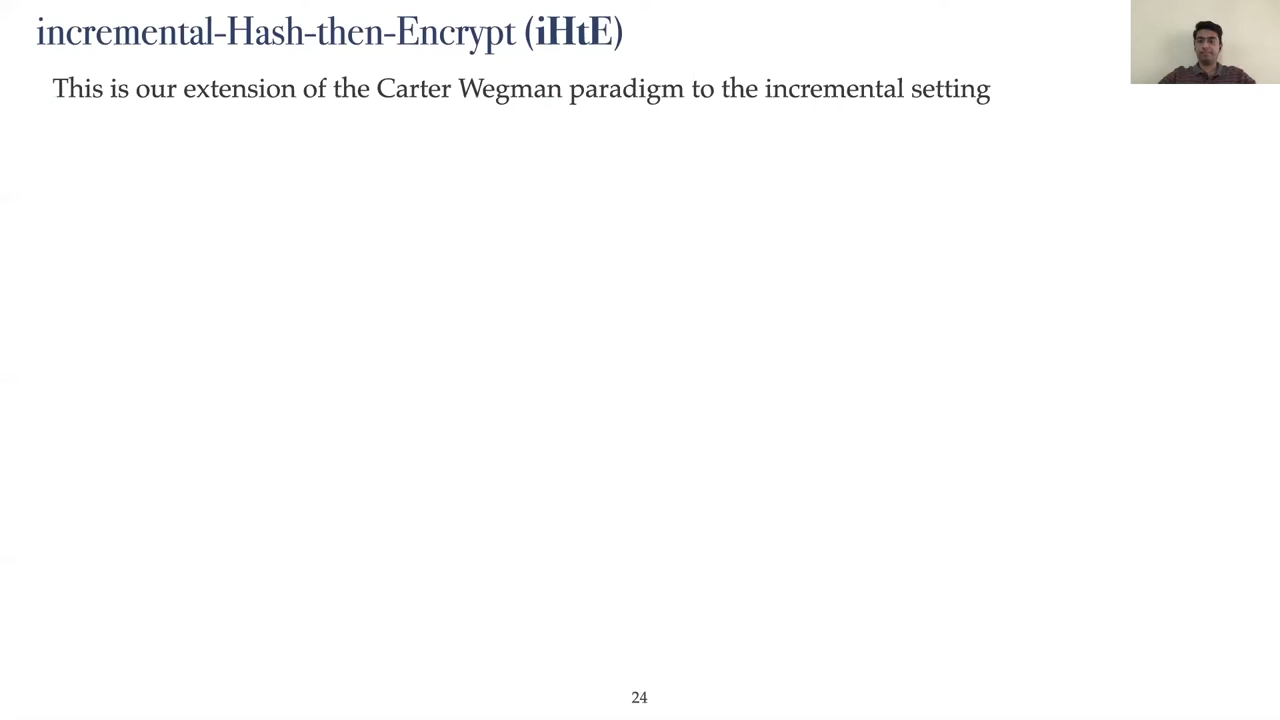 incremental-Hash-then-Encrypt (iHtE)
This is our extension of the Carter Wegman paradigm to the incremental setting
24